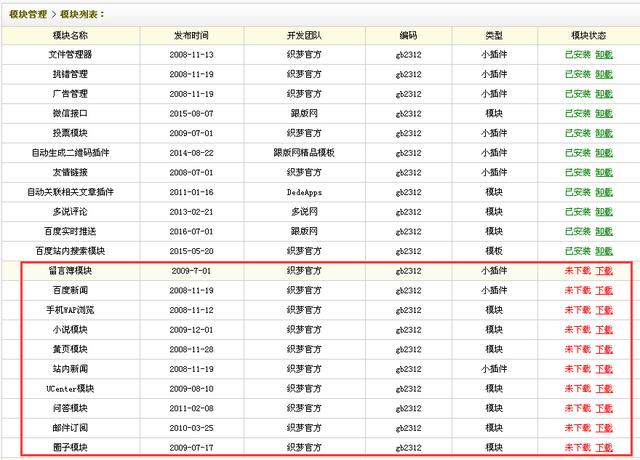 模块管理 > 模块列表：
模块名称 发布时间 开发团队 编码 类型 模块状态
文件管理器 2008-11-13 织梦官方 gb2312 小插件 已安装 卸载
挑错管理 2008-11-19 织梦官方 gb2312 小插件 已安装 卸载
广告管理 2008-11-19 织梦官方 gb2312 小插件 已安装 卸载
微信接口 2015-08-07 跟版网 gb2312 模块 已安装 卸载
投票模块 2009-07-01 织梦官方 gb2312 小插件 已安装 卸载
自动生成二维码插件 2014-08-22 跟版网精品模板 gb2312 小插件 已安装 卸载
友情链接 2008-07-01 织梦官方 gb2312 小插件 已安装 卸载
自动关联相关文章插件 2011-01-16 DedeApps gb2312 模块 已安装 卸载
多说评论 2013-02-21 多说网 gb2312 模块 已安装 卸载
百度实时推送 2016-07-01 跟版网 gb2312 模块 已安装 卸载
百度站内搜索模块 2015-05-20 织梦官方 gb2312 模板 已安装 卸载
留言簿模块 2009-7-01 织梦官方 gb2312 小插件 未下载 下载
百度新闻 2008-11-19 织梦官方 gb2312 小插件 未下载 下载
手机WAP浏览 2008-11-12 织梦官方 gb2312 模块 未下载 下载
小说模块 2009-12-01 织梦官方 gb2312 模块 未下载 下载
黄页模块 2008-11-28 织梦官方 gb2312 模块 未下载 下载
站内新闻 2008-11-19 织梦官方 gb2312 小插件 未下载 下载
UCenter模块 2009-08-10 织梦官方 gb2312 模块 未下载 下载
问答模块 2011-02-08 织梦官方 gb2312 模块 未下载 下载
邮件订阅 2010-03-25 织梦官方 gb2312 模块 未下载 下载
圈子模块 2009-07-17 织梦官方 gb2312 模块 未下载 下载